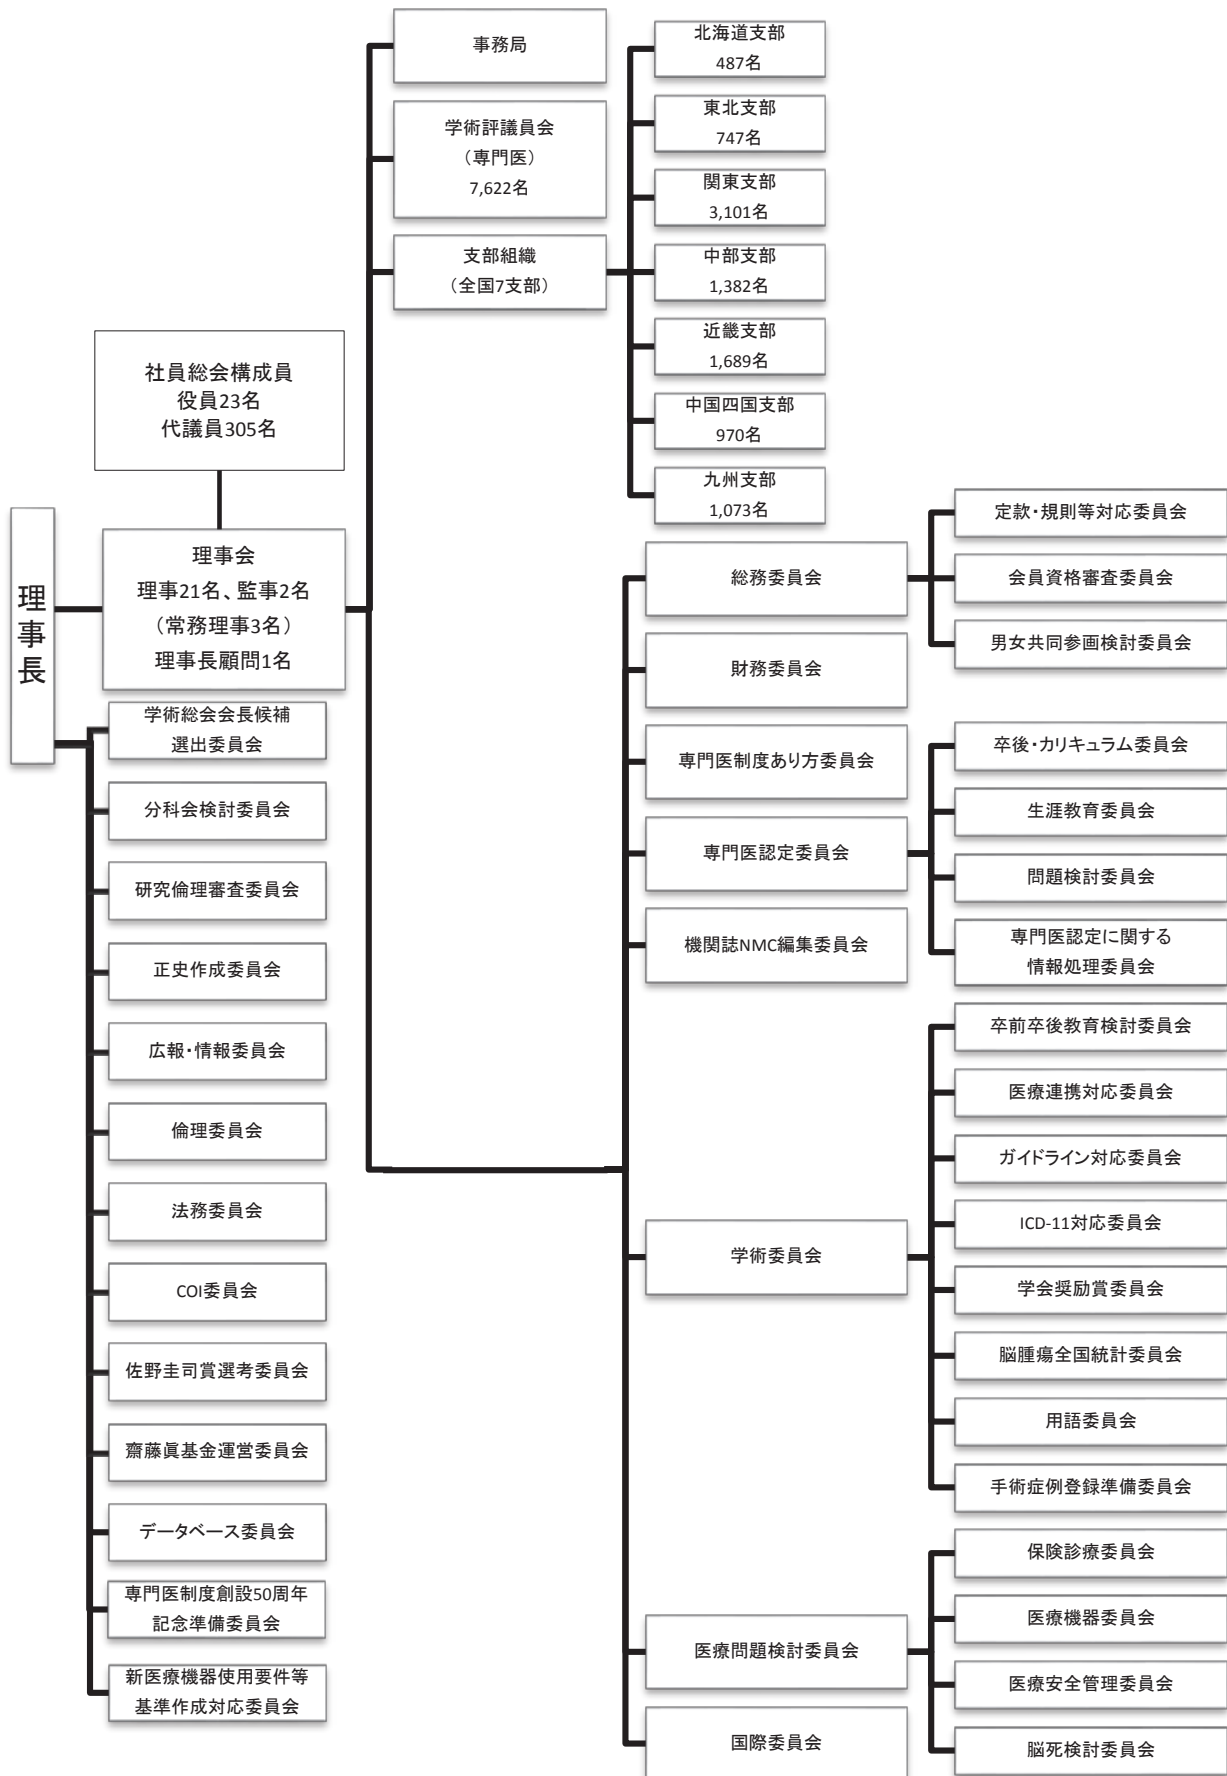 事務局
学術評議員会
（専門医）
7,622名
支部組織
（全国7支部）
北海道支部
487名
東北支部
747名
関東支部
3,101名
中部支部
1,382名
近畿支部
1,689名
中国四国支部
970名
九州支部
1,073名
社員総会構成員
役員23名
代議員305名
理事長
理事会
理事21名、監事2名
（常務理事3名）
理事長顧問1名
学術総会会長候補
選出委員会
分科会検討委員会
研究倫理審査委員会
正史作成委員会
広報・情報委員会
倫理委員会
法務委員会
COI委員会
佐野圭司賞選考委員会
齋藤眞基金運営委員会
データベース委員会
専門医制度創設50周年
記念準備委員会
新医療機器使用要件等
基準作成対応委員会
総務委員会
財務委員会
専門医制度あり方委員会
専門医認定委員会
機関誌NMC編集委員会
学術委員会
医療問題検討委員会
国際委員会
定款・規則等対応委員会
会員資格審査委員会
男女共同参画検討委員会
卒後・カリキュラム委員会
生涯教育委員会
問題検討委員会
専門医認定に関する
情報処理委員会
卒前卒後教育検討委員会
医療連携対応委員会
ガイドライン対応委員会
ICD-11対応委員会
学会奨励賞委員会
脳腫瘍全国統計委員会
用語委員会
手術症例登録準備委員会
保険診療委員会
医療機器委員会
医療安全管理委員会
脳死検討委員会